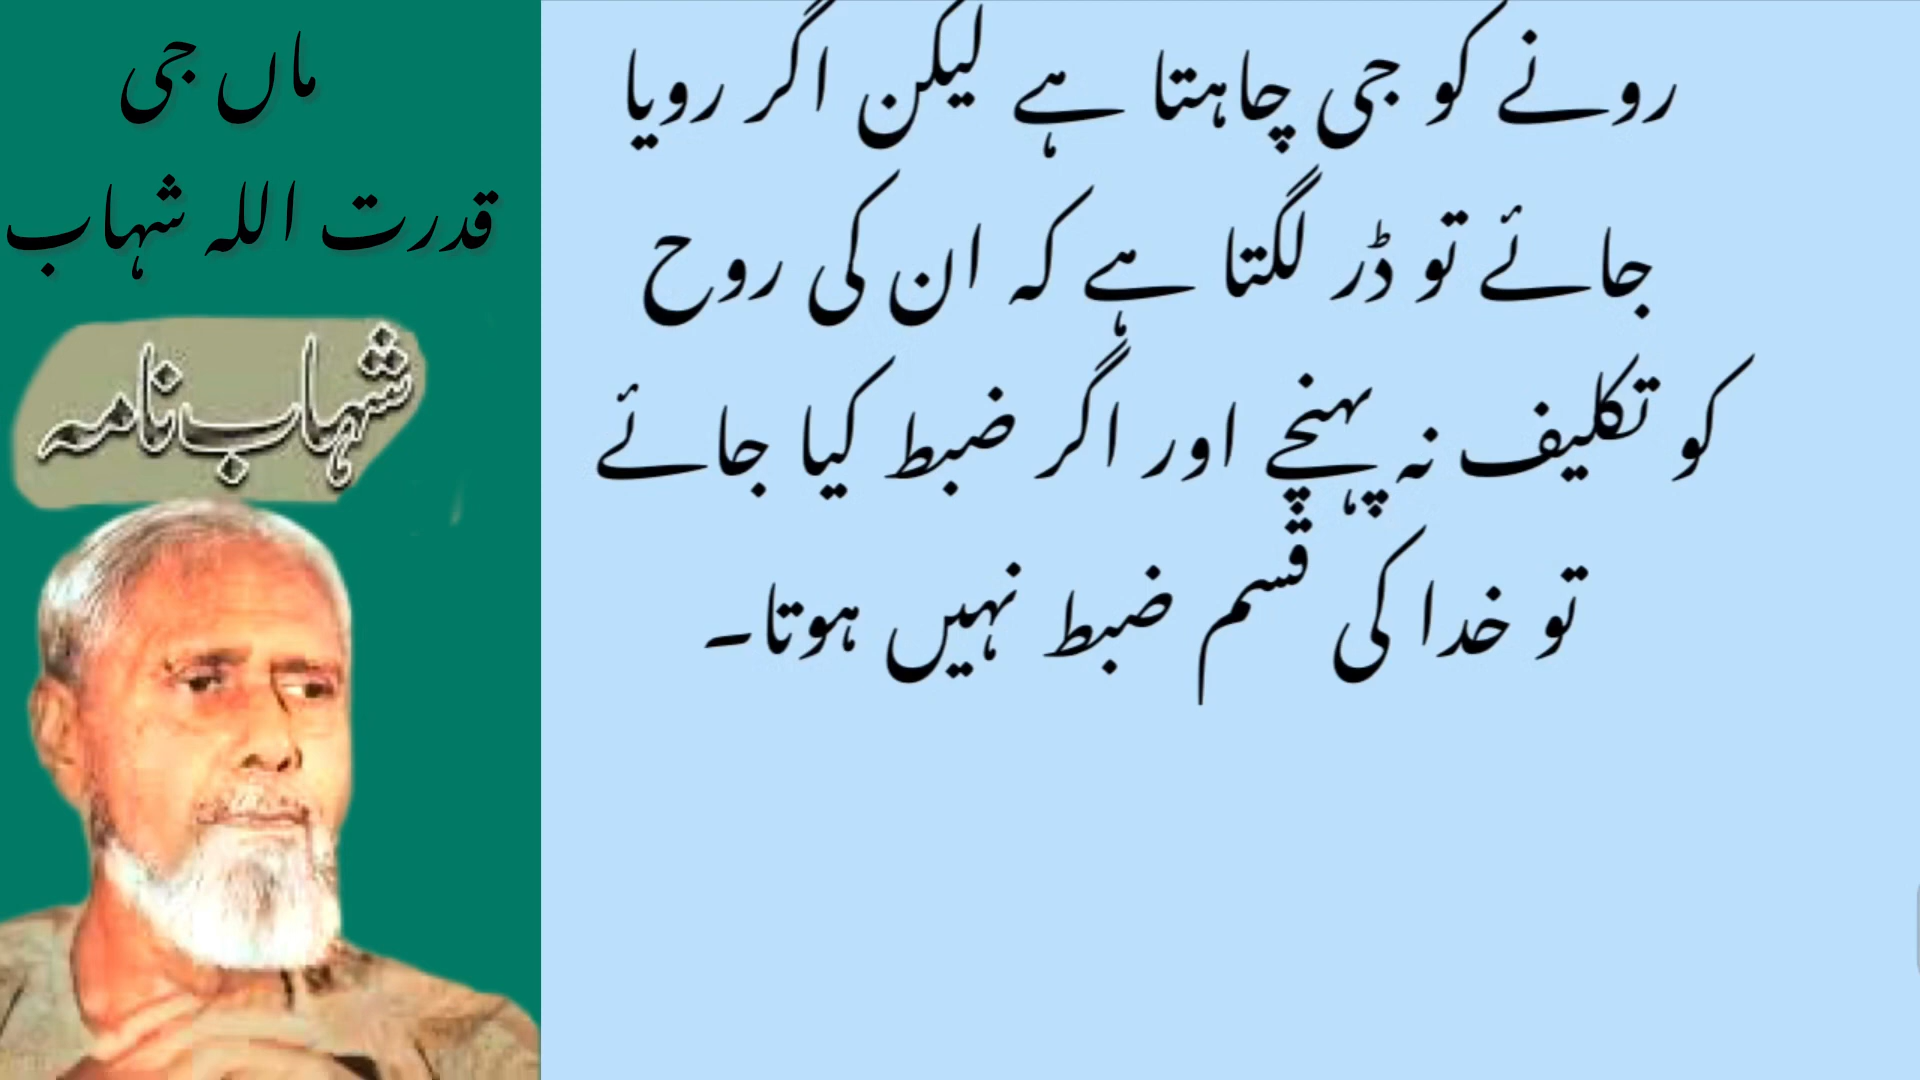 ماں جی
قدرت اللہ شہاب
شہاب نامہ
رونے کو جی چاہتا ہے لیکن اگر رویا
جائے تو ڈر لگتا ہے کہ ان کی روح
کو تکلیف نہ پہنچے اور اگر ضبط کیا جائے
تو خدا کی قسم ضبط نہیں ہوتا۔